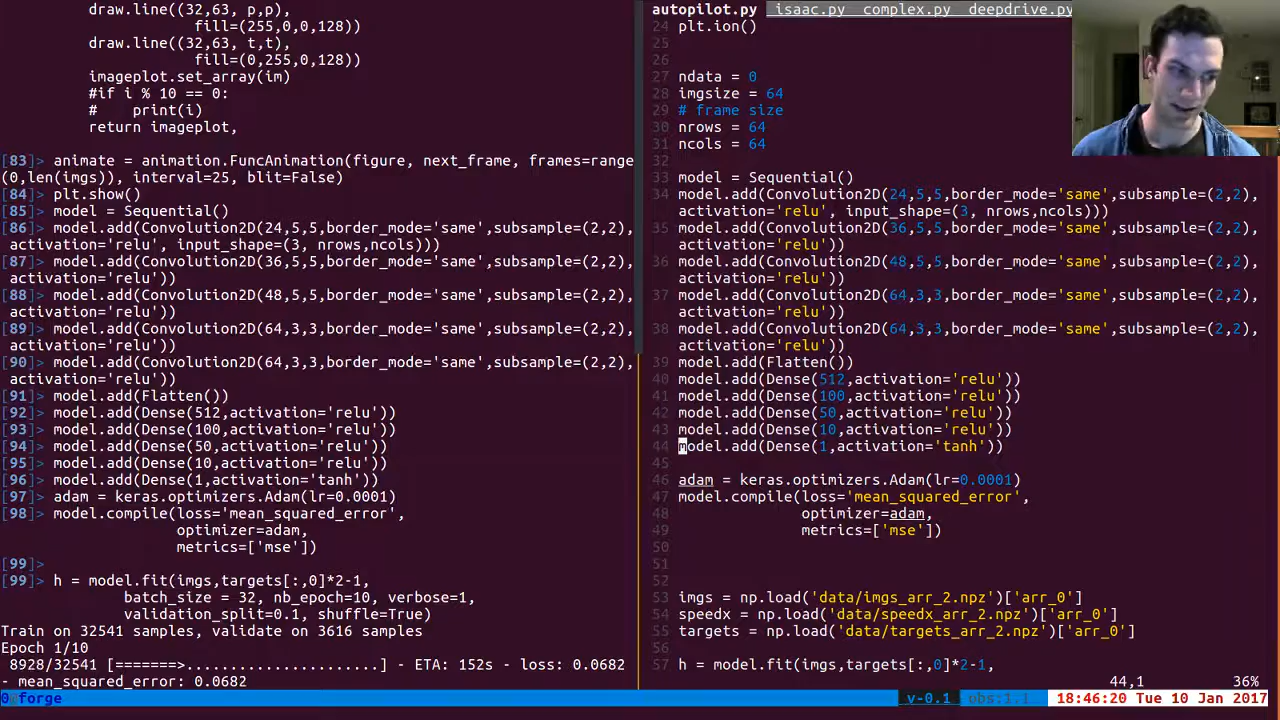 draw.line((32,63, p,p),
fill=(255,0,0,128))
draw.line((32,63, t,t),
fill=(0,255,0,128))
imageplot.set_array(im)
#if i % 10 == 0:
#    print(i)
return imageplot,
[83]> animate = animation.FuncAnimation(figure, next_frame, frames=range
(0,len(imgs)), interval=25, blit=False)
[84]> plt.show()
[85]> model = Sequential()
[86]> model.add(Convolution2D(24,5,5,border_mode='same',subsample=(2,2),
activation='relu', input_shape=(3, nrows,ncols)))
[87]> model.add(Convolution2D(36,5,5,border_mode='same',subsample=(2,2),
activation='relu'))
[88]> model.add(Convolution2D(48,5,5,border_mode='same',subsample=(2,2),
activation='relu'))
[89]> model.add(Convolution2D(64,3,3,border_mode='same',subsample=(2,2),
activation='relu'))
[90]> model.add(Convolution2D(64,3,3,border_mode='same',subsample=(2,2),
activation='relu'))
[91]> model.add(Flatten())
[92]> model.add(Dense(512,activation='relu'))
[93]> model.add(Dense(100,activation='relu'))
[94]> model.add(Dense(50,activation='relu'))
[95]> model.add(Dense(10,activation='relu'))
[96]> model.add(Dense(1,activation='tanh'))
[97]> adam = keras.optimizers.Adam(lr=0.0001)
[98]> model.compile(loss='mean_squared_error',
optimizer=adam,
metrics=['mse'])
[99]>
[99]> h = model.fit(imgs,targets[:,0]*2-1,
batch_size = 32, nb_epoch=10, verbose=1,
validation_split=0.1, shuffle=True)
Train on 32541 samples, validate on 3616 samples
Epoch 1/10
8928/32541 [=======>......................] - ETA: 152s - loss: 0.0682
- mean_squared_error: 0.0682
autopilot.py  isaac.py  complex.py  deepdrive.py
24 plt.ion()
25
26
27 ndata = 0
28 imgsize = 64
29 # frame size
30 nrows = 64
31 ncols = 64
32
33 model = Sequential()
34 model.add(Convolution2D(24,5,5,border_mode='same',subsample=(2,2),
activation='relu', input_shape=(3, nrows,ncols)))
35 model.add(Convolution2D(36,5,5,border_mode='same',subsample=(2,2),
activation='relu'))
36 model.add(Convolution2D(48,5,5,border_mode='same',subsample=(2,2),
activation='relu'))
37 model.add(Convolution2D(64,3,3,border_mode='same',subsample=(2,2),
activation='relu'))
38 model.add(Convolution2D(64,3,3,border_mode='same',subsample=(2,2),
activation='relu'))
39 model.add(Flatten())
40 model.add(Dense(512,activation='relu'))
41 model.add(Dense(100,activation='relu'))
42 model.add(Dense(50,activation='relu'))
43 model.add(Dense(10,activation='relu'))
44 model.add(Dense(1,activation='tanh'))
45
46 adam = keras.optimizers.Adam(lr=0.0001)
47 model.compile(loss='mean_squared_error',
48 optimizer=adam,
49 metrics=['mse'])
50
51
52
53 imgs = np.load('data/imgs_arr_2.npz')['arr_0']
54 speedx = np.load('data/speedx_arr_2.npz')['arr_0']
55 targets = np.load('data/targets_arr_2.npz')['arr_0']
56
57 h = model.fit(imgs,targets[:,0]*2-1,
44,1 36%
0 forge v-0.1 obs:1.1 18:46:20 Tue 10 Jan 2017